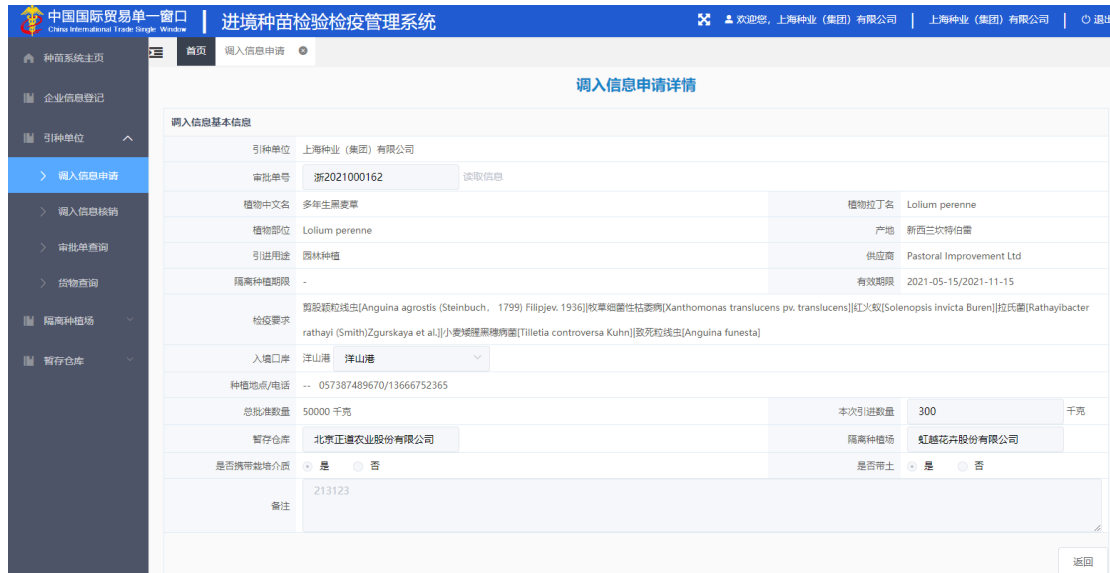 中国国际贸易单一窗口
China International Trade Single Window
进境种苗检验检疫管理系统
欢迎您，上海种业（集团）有限公司
上海种业（集团）有限公司
退出
种苗系统主页
首页
调入信息申请
调入信息申请详情
企业信息登记
引种单位
调入信息申请
调入信息核销
审批单查询
货物查询
隔离种植场
暂存仓库
调入信息基本信息
引种单位 上海种业（集团）有限公司
审批单号 浙2021000162 读取信息
植物中文名 多年生黑麦草 植物拉丁名 Lolium perenne
植物部位 Lolium perenne 产地 新西兰坎特伯雷
引进用途 园林种植 供应商 Pastoral Improvement Ltd
隔离种植期限 - 有效期限 2021-05-15/2021-11-15
检疫要求 剪股颖粒线虫[Anguina agrostis (Steinbuch, 1799) Filipjev. 1936]|牧草细菌性枯萎病[Xanthomonas translucens pv. translucens]|红火蚁[Solenopsis invicta Buren]|拉氏菌[Rathayibacter
rathayi (Smith)Zgurskaya et al.]|小麦矮腥黑穗病菌[Tilletia controversa Kuhn]|致死粒线虫[Anguina funesta]
入境口岸 洋山港 洋山港
种植地点/电话 -- 057387489670/13666752365
总批准数量 50000 千克 本次引进数量 300 千克
暂存仓库 北京正道农业股份有限公司 隔离种植场 虹越花卉股份有限公司
是否携带栽培介质 是 否 是否带土 是 否
备注 213123
返回